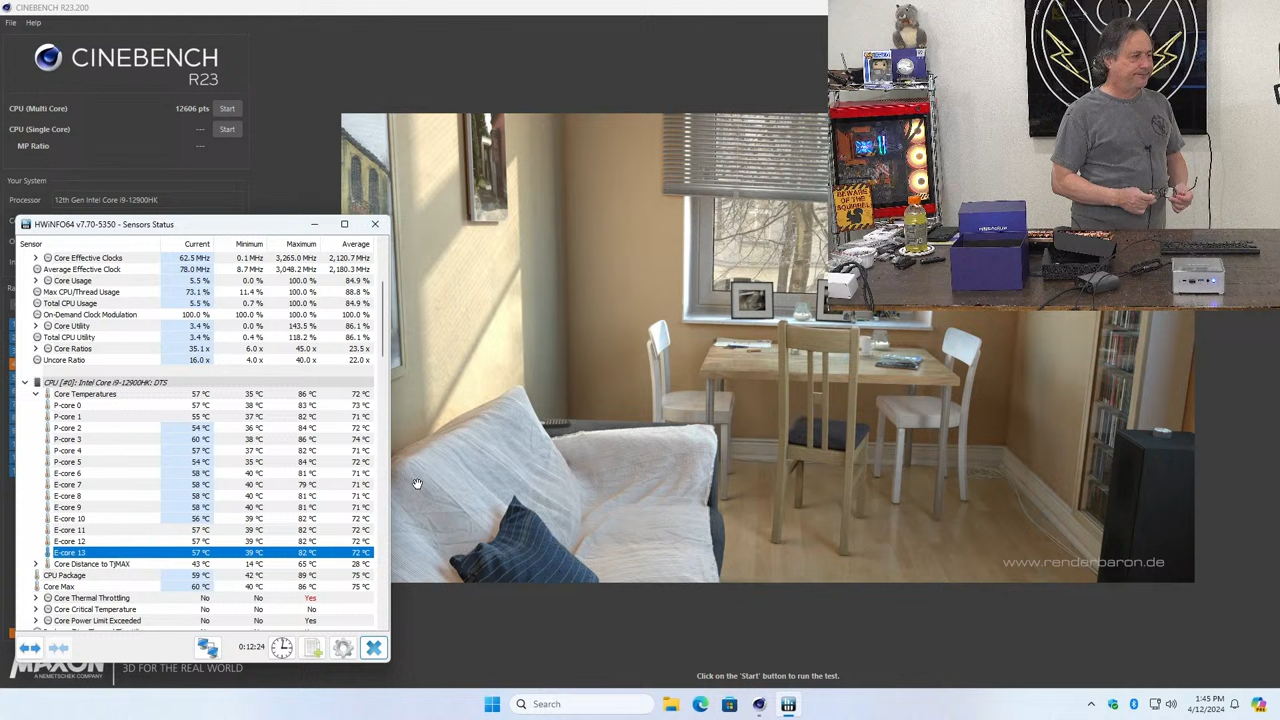 CINEBENCH R23.200
File Help
CINEBENCH
R23
CPU (Multi Core) 12606 pts Start
CPU (Single Core) --- Start
MP Ratio ---
Your System
Processor 12th Gen Intel Core i9-12900HK
HWiNFO64 v7.70-5350 - Sensors Status
Sensor Current Minimum Maximum Average
Core Effective Clocks 62.5 MHz 0.1 MHz 3,265.0 MHz 2,120.7 MHz
Average Effective Clock 78.0 MHz 8.7 MHz 3,048.2 MHz 2,180.3 MHz
Core Usage 5.5 % 0.0 % 100.0 % 84.9 %
Max CPU/Thread Usage 73.1 % 11.4 % 100.0 % 88.8 %
Total CPU Usage 5.5 % 0.7 % 100.0 % 84.9 %
On-Demand Clock Modulation 100.0 % 100.0 % 100.0 % 100.0 %
Core Utility 3.4 % 0.0 % 143.5 % 86.1 %
Total CPU Utility 3.4 % 0.4 % 118.2 % 86.1 %
Core Ratios 35.1 x 6.0 x 45.0 x 23.5 x
Uncore Ratio 16.0 x 4.0 x 40.0 x 22.0 x
CPU [#0]: Intel Core i9-12900HK: DTS
Core Temperatures 57 °C 35 °C 86 °C 72 °C
P-core 0 57 °C 38 °C 83 °C 73 °C
P-core 1 55 °C 37 °C 82 °C 71 °C
P-core 2 54 °C 36 °C 84 °C 72 °C
P-core 3 60 °C 38 °C 86 °C 74 °C
P-core 4 57 °C 37 °C 82 °C 71 °C
P-core 5 54 °C 35 °C 84 °C 72 °C
E-core 6 58 °C 40 °C 81 °C 71 °C
E-core 7 58 °C 40 °C 79 °C 71 °C
E-core 8 58 °C 40 °C 81 °C 71 °C
E-core 9 58 °C 40 °C 81 °C 71 °C
E-core 10 56 °C 39 °C 82 °C 72 °C
E-core 11 57 °C 39 °C 82 °C 71 °C
E-core 12 57 °C 39 °C 82 °C 72 °C
E-core 13 57 °C 39 °C 82 °C 72 °C
Core Distance to TjMAX 43 °C 14 °C 65 °C 28 °C
CPU Package 59 °C 42 °C 89 °C 75 °C
Core Max 60 °C 40 °C 86 °C 75 °C
Core Thermal Throttling No No Yes
Core Critical Temperature No No No
Core Power Limit Exceeded No No Yes
0:12:24
BEWARE
OF THE
SQUIRREL
www.renderbaron.de
MAXON
A NEMETSCHEK COMPANY
3D FOR THE REAL WORLD
Click on the 'Start' button to run the test.
Search
1:45 PM
4/12/2024